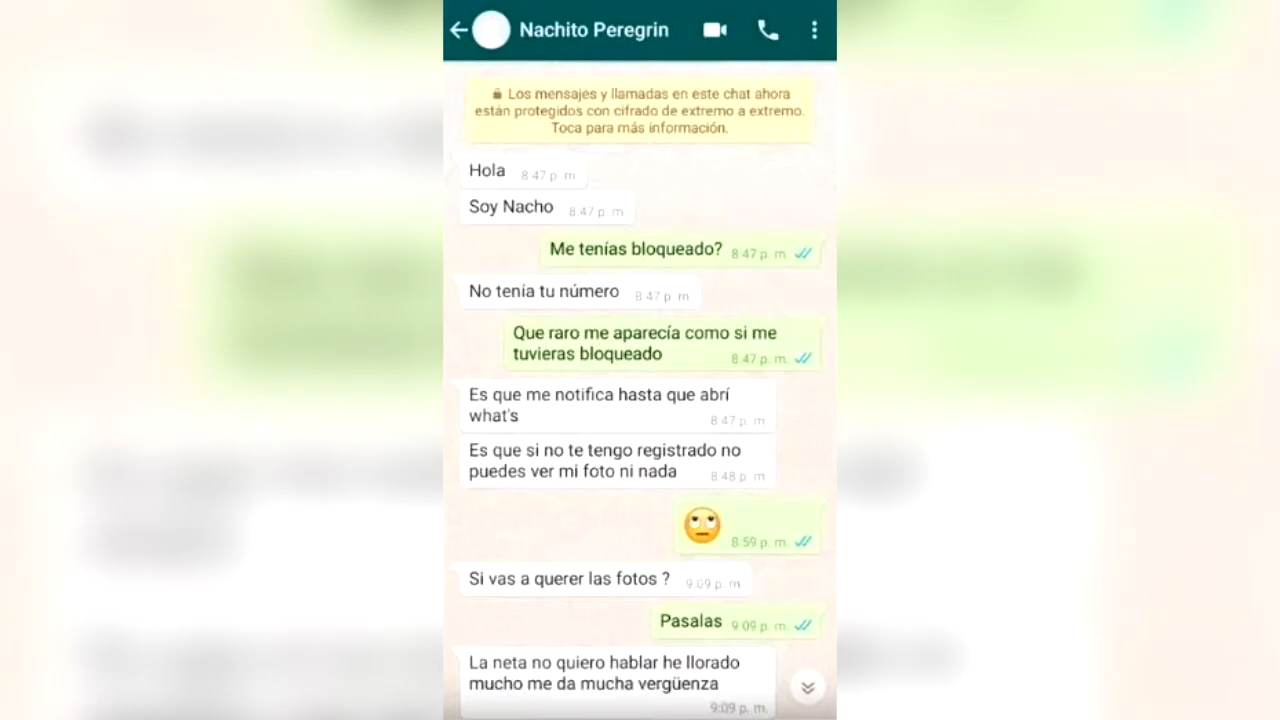 Nachito Peregrin
Los mensajes y llamadas en este chat ahora
están protegidos con cifrado de extremo a extremo.
Toca para más información.
Hola 8:47 p. m.
Soy Nacho 8:47 p. m.
Me tenías bloqueado? 8:47 p. m.
No tenía tu número 8:47 p. m.
Que raro me aparecía como si me
tuvieras bloqueado 8:47 p. m.
Es que me notifica hasta que abrí
what's 8:47 p. m.
Es que si no te tengo registrado no
puedes ver mi foto ni nada 8:48 p. m.
8:59 p. m.
Si vas a querer las fotos ? 9:09 p. m.
Pasalas 9:09 p. m.
La neta no quiero hablar he llorado
mucho me da mucha vergüenza
9:09 p. m.